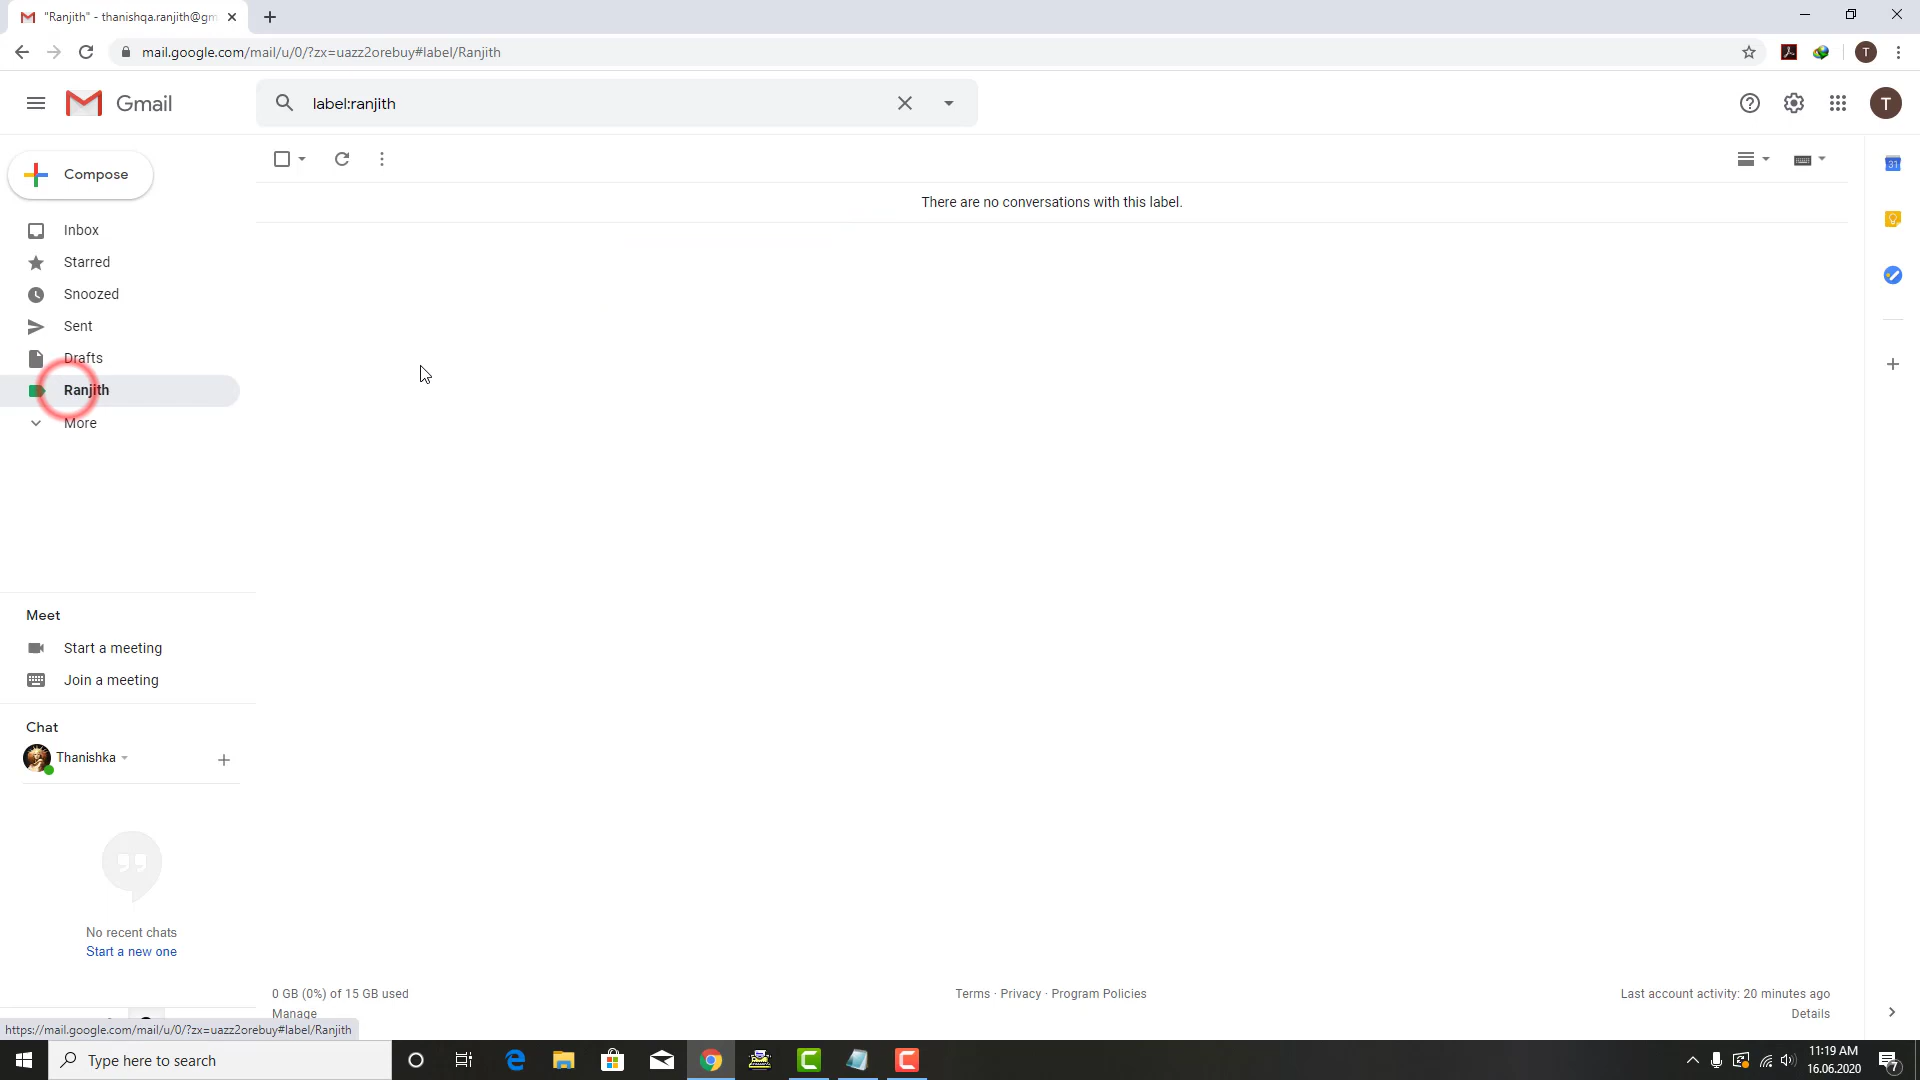 "Ranjith" - thanishqa.ranjith@gm
mail.google.com/mail/u/0/?zx=uazz2orebuy#label/Ranjith
T
Gmail
label:ranjith
T
Compose
There are no conversations with this label.
31
Inbox
Starred
Snoozed
Sent
Drafts
Ranjith
More
Meet
Start a meeting
Join a meeting
Chat
Thanishka
No recent chats
Start a new one
0 GB (0%) of 15 GB used
Manage
Terms · Privacy · Program Policies
Last account activity: 20 minutes ago
Details
https://mail.google.com/mail/u/0/?zx=uazz2orebuy#label/Ranjith
Type here to search
11:19 AM
16.06.2020
7